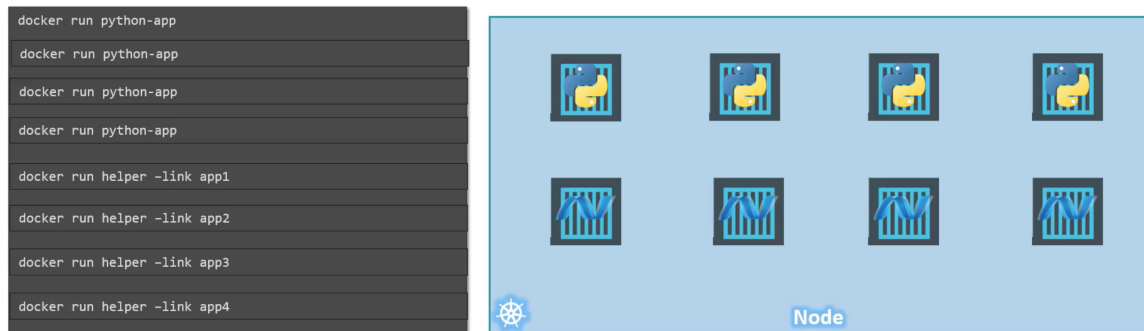 docker run python-app
docker run python-app
docker run python-app
docker run python-app
docker run helper –link app1
docker run helper –link app2
docker run helper –link app3
docker run helper –link app4
Node